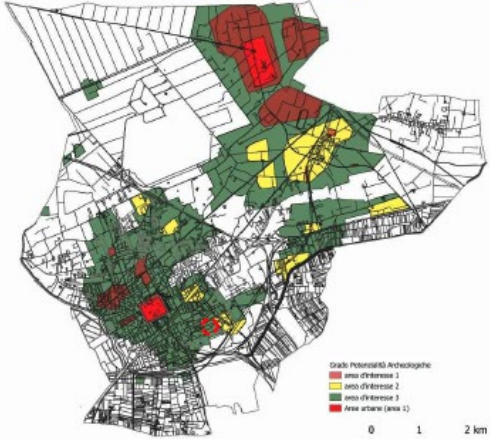 Grado Potenzialità Archeologiche
area d'interesse 1
area d'interesse 2
area d'interesse 3
Aree urbane (area 1)
0 1 2 km